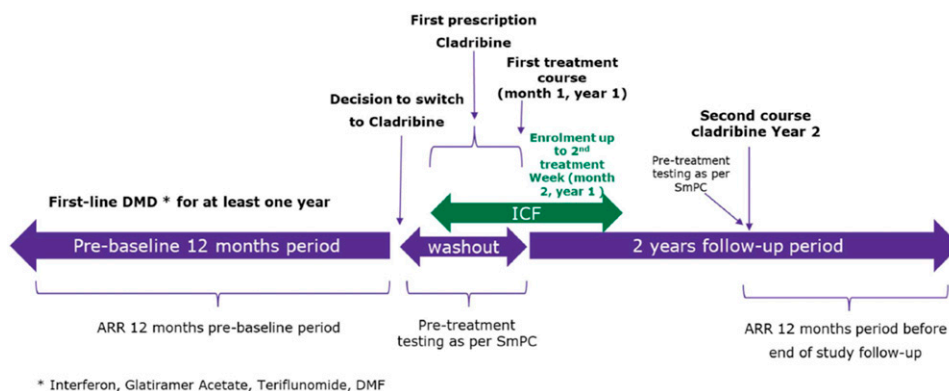 First prescription
Cladribine
First treatment
course
(month 1, year 1)
Decision to switch
to Cladribine
Second course
cladribine Year 2
Enrolment up
to 2nd
treatment
Week (month
2, year 1 )
Pre-treatment
testing as per
SmPC
First-line DMD * for at least one year
ICF
Pre-baseline 12 months period
washout
2 years follow-up period
ARR 12 months pre-baseline period
Pre-treatment
testing as per SmPC
ARR 12 months period before
end of study follow-up
* Interferon, Glatiramer Acetate, Teriflunomide, DMF